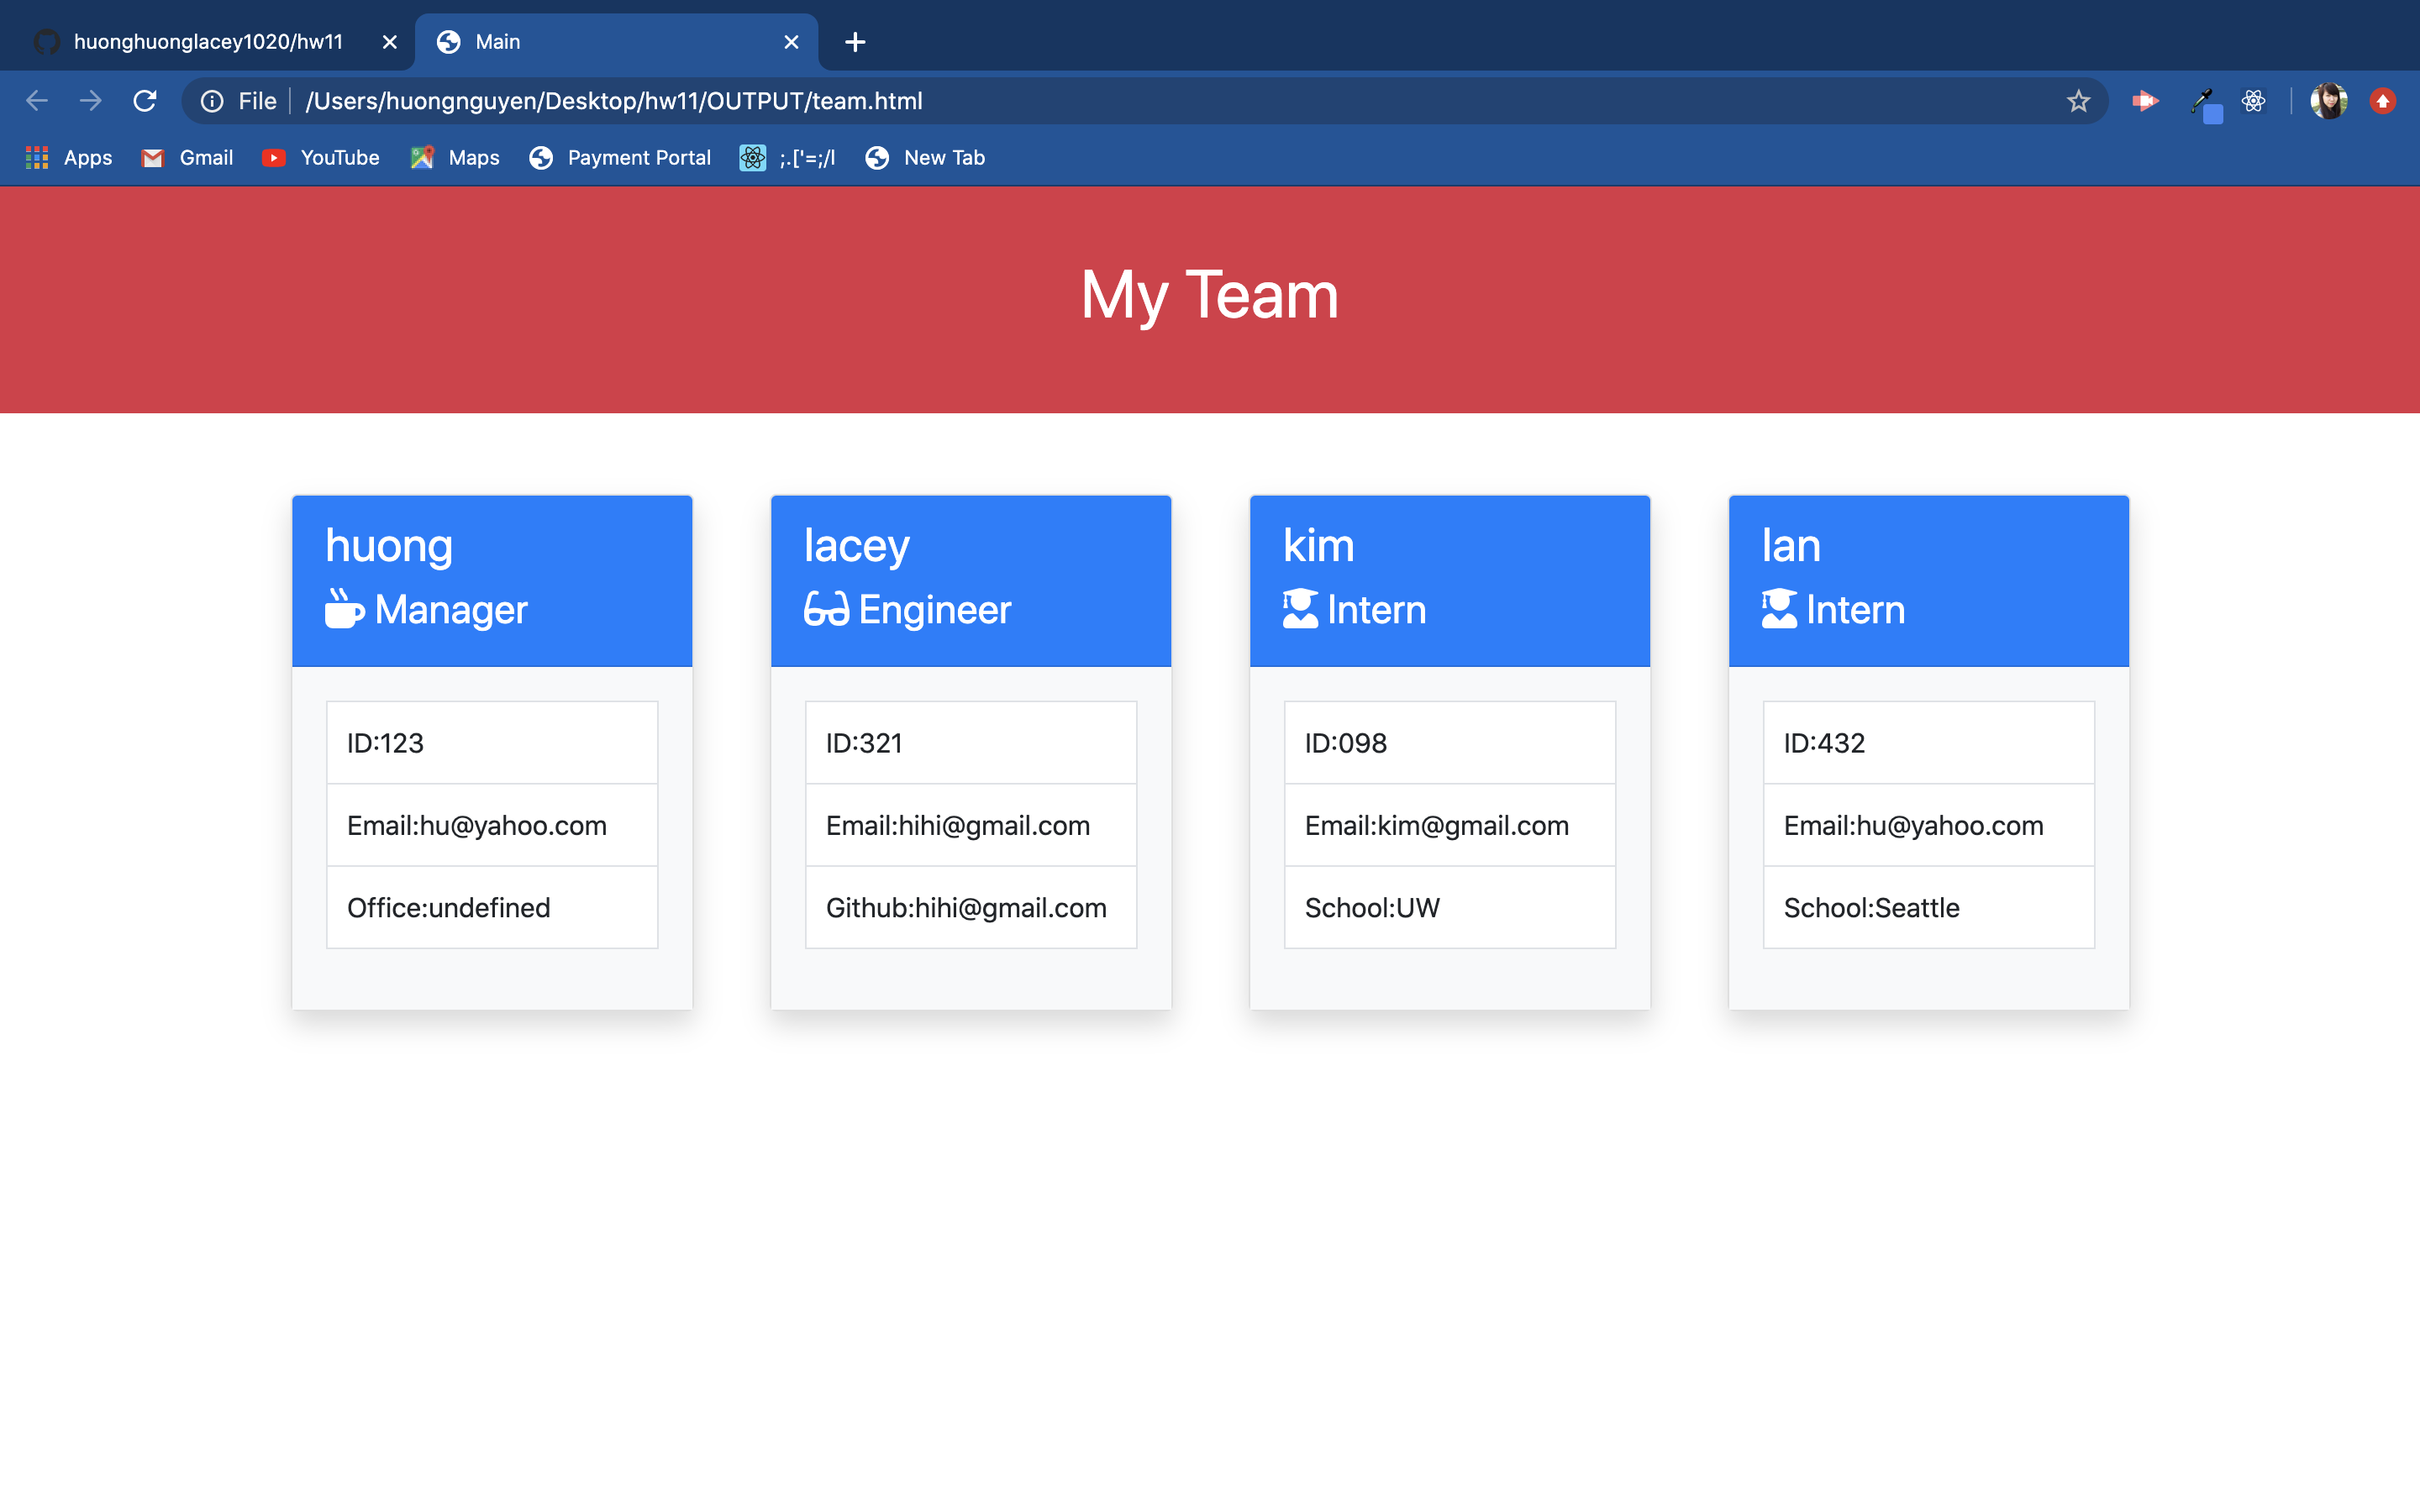 huonghuonglacey1020/hw11
Main
File /Users/huongnguyen/Desktop/hw11/OUTPUT/team.html
Apps Gmail YouTube Maps Payment Portal ;.['=;/l New Tab
My Team
huong
Manager
ID:123
Email:hu@yahoo.com
Office:undefined
lacey
Engineer
ID:321
Email:hihi@gmail.com
Github:hihi@gmail.com
kim
Intern
ID:098
Email:kim@gmail.com
School:UW
lan
Intern
ID:432
Email:hu@yahoo.com
School:Seattle